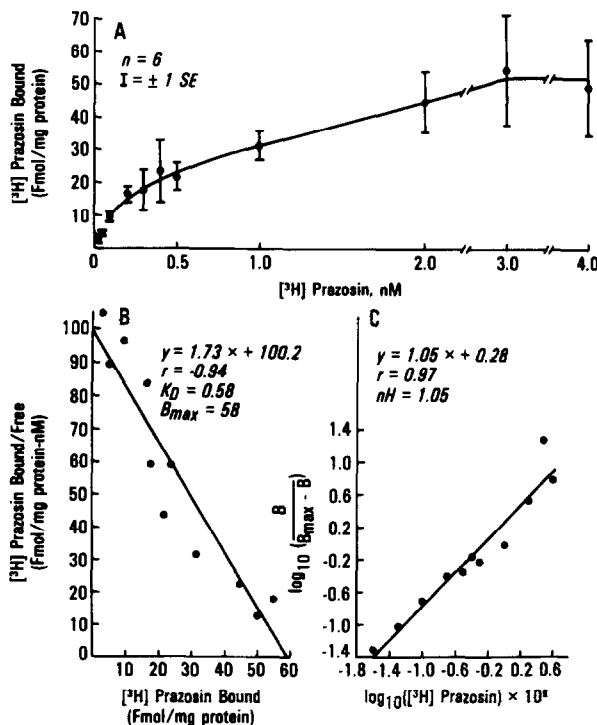 A
n = 6
I = ± 1 SE
[³H] Prazosin Bound
(Fmol/mg protein)
70
60
50
40
30
20
10
0
0.5
1.0
2.0
3.0
4.0
[³H] Prazosin, nM
B
y = 1.73 × + 100.2
r = -0.94
K_D = 0.58
B_max = 58
[³H] Prazosin Bound/Free
(Fmol/mg protein-nM)
100
90
80
70
60
50
40
30
20
10
0
10
20
30
40
50
60
[³H] Prazosin Bound
(Fmol/mg protein)
C
y = 1.05 × + 0.28
r = 0.97
nH = 1.05
log₁₀ (B / (B_max - B))
1.4
1.0
0.6
0.2
-0.2
-0.6
-1.0
-1.4
-1.8
-1.4
-1.0
-0.6
-0.2
0.2
0.6
log₁₀([³H] Prazosin) ×